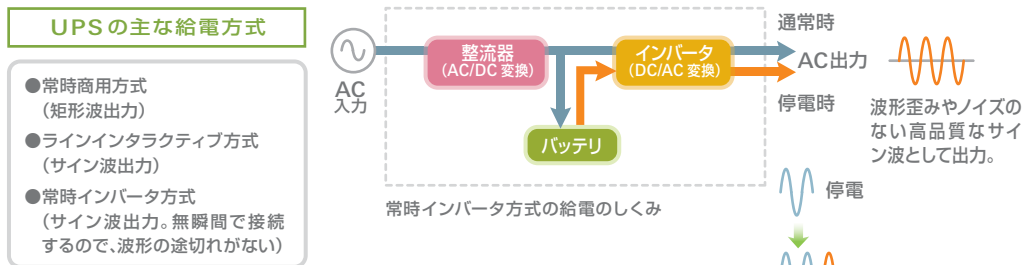 UPSの主な給電方式
●常時商用方式
(矩形波出力)
●ラインインタラクティブ方式
(サイン波出力)
●常時インバータ方式
(サイン波出力。無瞬間で接続
するので、波形の途切れがない)
AC
入力
整流器
(AC/DC 変換)
インバータ
(DC/AC 変換)
バッテリ
通常時
AC出力
停電時
波形歪みやノイズの
ない高品質なサイ
ン波として出力。
常時インバータ方式の給電のしくみ
停電